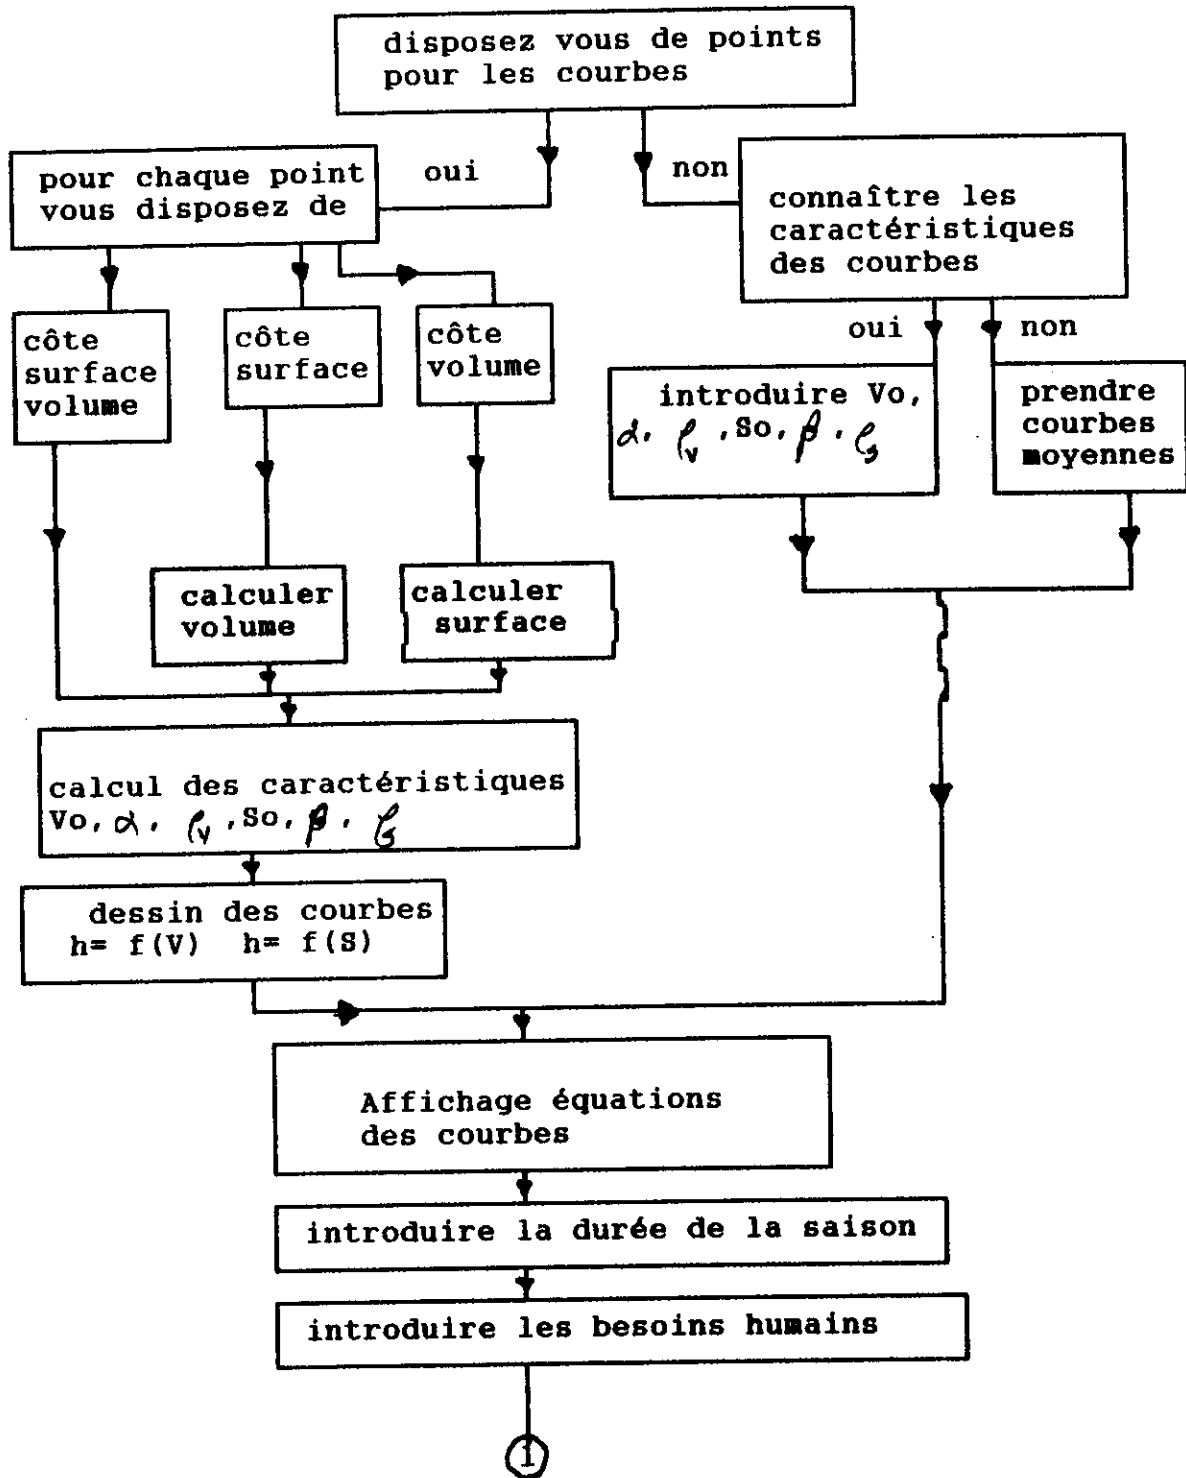 disposez vous de points
pour les courbes
pour chaque point
vous disposez de
oui
non
connaître les
caractéristiques
des courbes
côte
surface
volume
côte
surface
côte
volume
oui
non
introduire Vo,
α, ρv, So, β, ρs
prendre
courbes
moyennes
calculer
volume
calculer
surface
calcul des caractéristiques
Vo, α, ρv, So, β, ρs
dessin des courbes
h= f(V) h= f(S)
Affichage équations
des courbes
introduire la durée de la saison
introduire les besoins humains
1